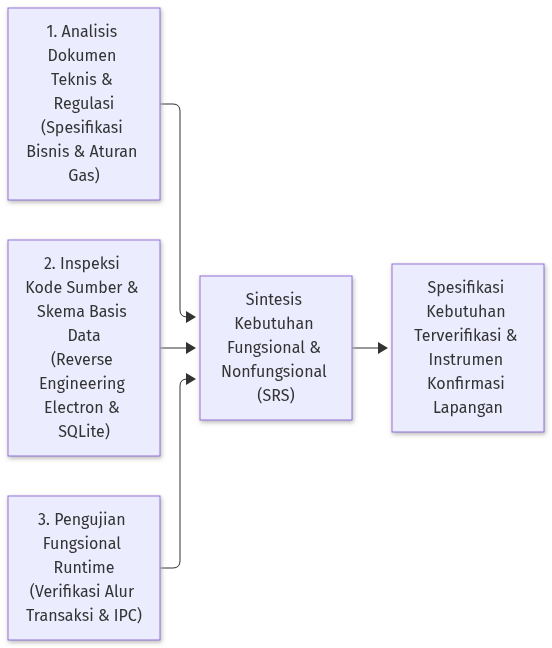 1. Analisis
Dokumen
Teknis &
Regulasi
(Spesifikasi
Bisnis & Aturan
Gas)
2. Inspeksi
Kode Sumber &
Skema Basis
Data
(Reverse
Engineering
Electron &
SQLite)
3. Pengujian
Fungsional
Runtime
(Verifikasi Alur
Transaksi & IPC)
Sintesis
Kebutuhan
Fungsional &
Nonfungsional
(SRS)
Spesifikasi
Kebutuhan
Terverifikasi &
Instrumen
Konfirmasi
Lapangan